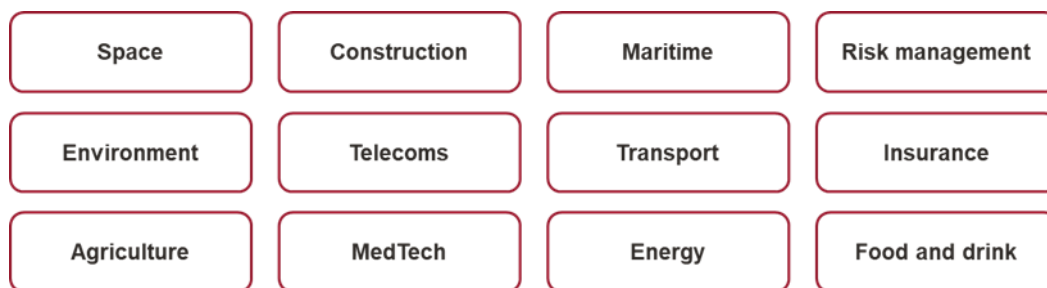 Space
Construction
Maritime
Risk management
Environment
Telecoms
Transport
Insurance
Agriculture
MedTech
Energy
Food and drink